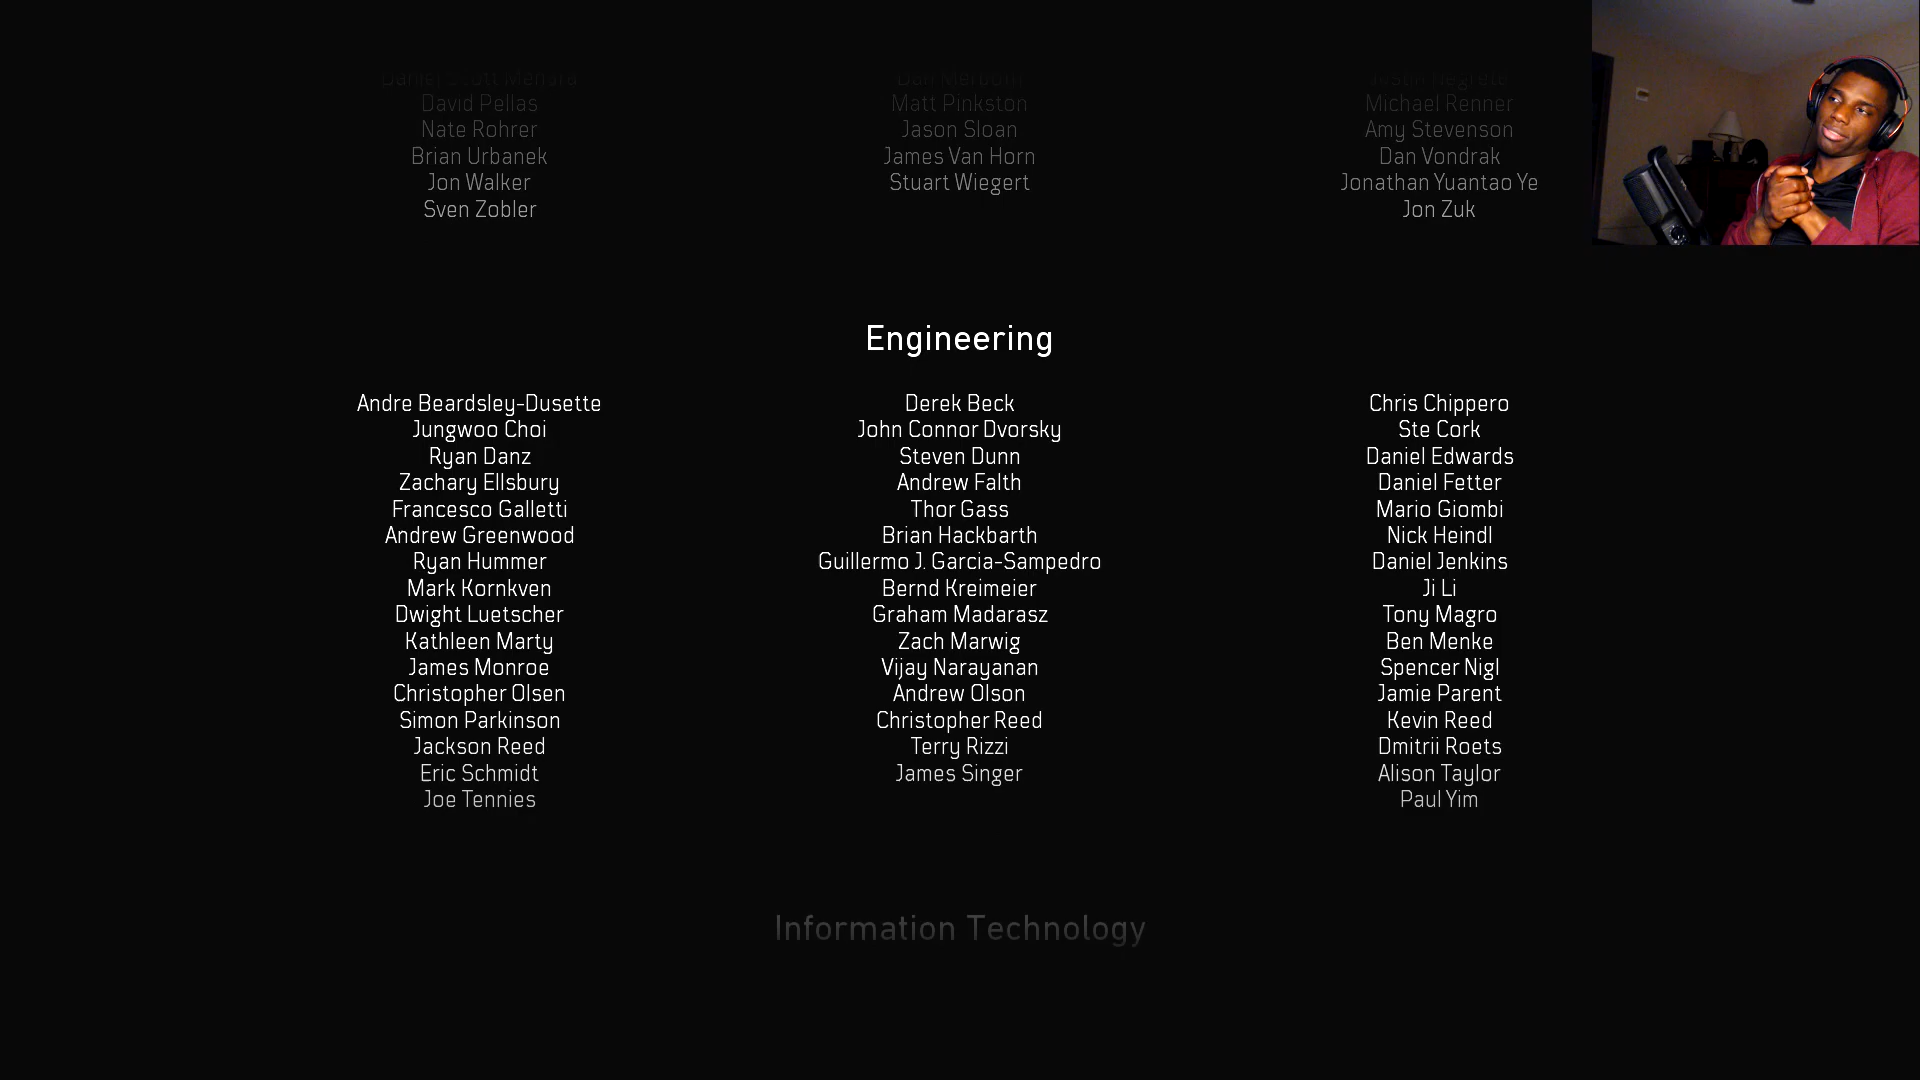 David Pellas
Nate Rohrer
Brian Urbanek
Jon Walker
Sven Zobler
Matt Pinkston
Jason Sloan
James Van Horn
Stuart Wiegert
Michael Renner
Amy Stevenson
Dan Vondrak
Jonathan Yuantao Ye
Jon Zuk
Engineering
Andre Beardsley-Dusette
Jungwoo Choi
Ryan Danz
Zachary Ellsbury
Francesco Galletti
Andrew Greenwood
Ryan Hummer
Mark Kornkven
Dwight Luetscher
Kathleen Marty
James Monroe
Christopher Olsen
Simon Parkinson
Jackson Reed
Eric Schmidt
Joe Tennies
Derek Beck
John Connor Dvorsky
Steven Dunn
Andrew Falth
Thor Gass
Brian Hackbarth
Guillermo J. Garcia-Sampedro
Bernd Kreimeier
Graham Madarasz
Zach Marwig
Vijay Narayanan
Andrew Olson
Christopher Reed
Terry Rizzi
James Singer
Chris Chippero
Ste Cork
Daniel Edwards
Daniel Fetter
Mario Giombi
Nick Heindl
Daniel Jenkins
Ji Li
Tony Magro
Ben Menke
Spencer Nigl
Jamie Parent
Kevin Reed
Dmitrii Roets
Alison Taylor
Paul Yim
Information Technology